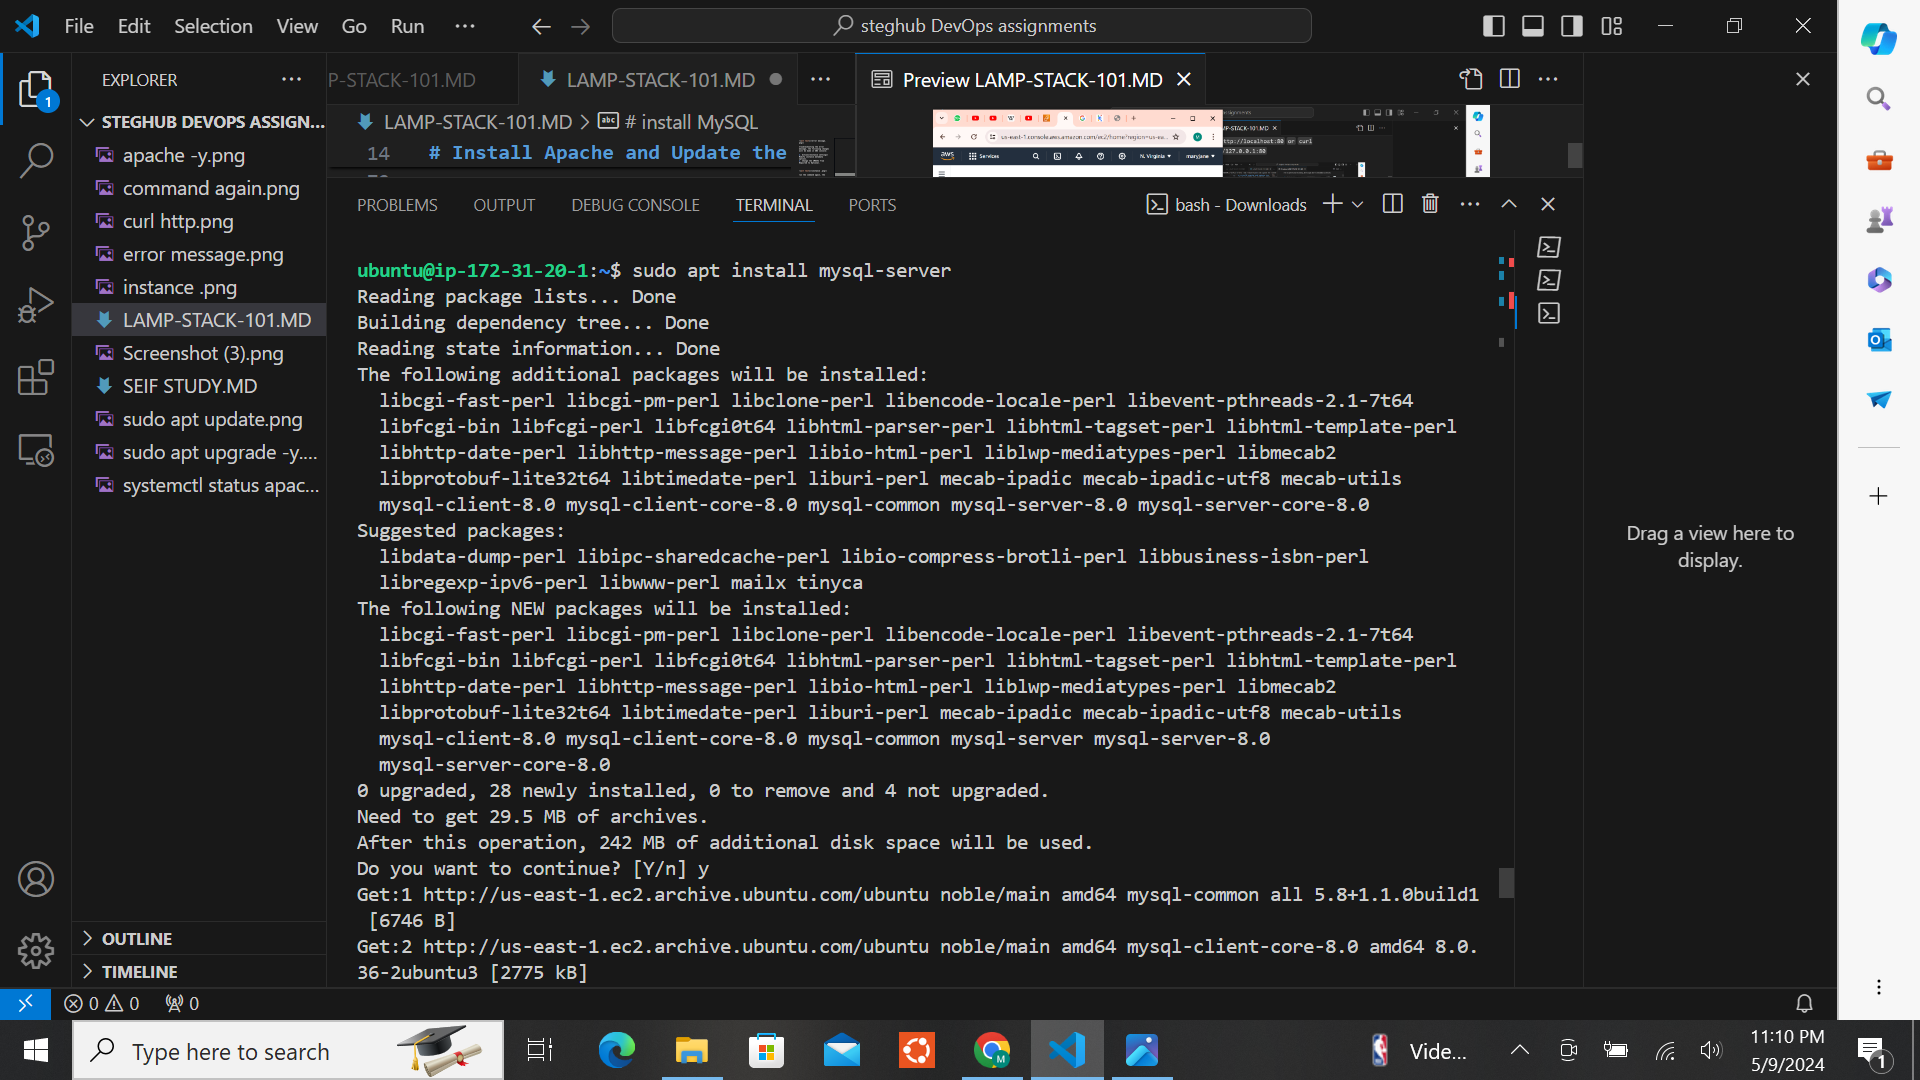 File Edit Selection View Go Run ... steghub DevOps assignments
EXPLORER ... P-STACK-101.MD LAMP-STACK-101.MD ... Preview LAMP-STACK-101.MD
STEGHUB DEVOPS ASSIGN...
LAMP-STACK-101.MD > # install MySQL
14 # Install Apache and Update the
apache -y.png
command again.png
curl http.png
error message.png
instance .png
LAMP-STACK-101.MD
Screenshot (3).png
SElF STUDY.MD
sudo apt update.png
sudo apt upgrade -y....
systemctl status apac...
OUTLINE
TIMELINE
aws Services N. Virginia maryjane
PROBLEMS OUTPUT DEBUG CONSOLE TERMINAL PORTS bash - Downloads
ubuntu@ip-172-31-20-1:~$ sudo apt install mysql-server
Reading package lists... Done
Building dependency tree... Done
Reading state information... Done
The following additional packages will be installed:
libcgi-fast-perl libcgi-pm-perl libclone-perl libencode-locale-perl libevent-pthreads-2.1-7t64
libfcgi-bin libfcgi-perl libfcgi0t64 libhtml-parser-perl libhtml-tagset-perl libhtml-template-perl
libhttp-date-perl libhttp-message-perl libio-html-perl liblwp-mediatypes-perl libmecab2
libprotobuf-lite32t64 libtimedate-perl liburi-perl mecab-ipadic mecab-ipadic-utf8 mecab-utils
mysql-client-8.0 mysql-client-core-8.0 mysql-common mysql-server-8.0 mysql-server-core-8.0
Suggested packages:
libdata-dump-perl libipc-sharedcache-perl libio-compress-brotli-perl libbusiness-isbn-perl
libregexp-ipv6-perl libwww-perl mailx tinyca
The following NEW packages will be installed:
libcgi-fast-perl libcgi-pm-perl libclone-perl libencode-locale-perl libevent-pthreads-2.1-7t64
libfcgi-bin libfcgi-perl libfcgi0t64 libhtml-parser-perl libhtml-tagset-perl libhtml-template-perl
libhttp-date-perl libhttp-message-perl libio-html-perl liblwp-mediatypes-perl libmecab2
libprotobuf-lite32t64 libtimedate-perl liburi-perl mecab-ipadic mecab-ipadic-utf8 mecab-utils
mysql-client-8.0 mysql-client-core-8.0 mysql-common mysql-server mysql-server-8.0
mysql-server-core-8.0
0 upgraded, 28 newly installed, 0 to remove and 4 not upgraded.
Need to get 29.5 MB of archives.
After this operation, 242 MB of additional disk space will be used.
Do you want to continue? [Y/n] y
Get:1 http://us-east-1.ec2.archive.ubuntu.com/ubuntu noble/main amd64 mysql-common all 5.8+1.1.0build1
[6746 B]
Get:2 http://us-east-1.ec2.archive.ubuntu.com/ubuntu noble/main amd64 mysql-client-core-8.0 amd64 8.0.
36-2ubuntu3 [2775 kB]
Drag a view here to
display.
1
0 0 0
Type here to search
Vide...
11:10 PM
5/9/2024
1